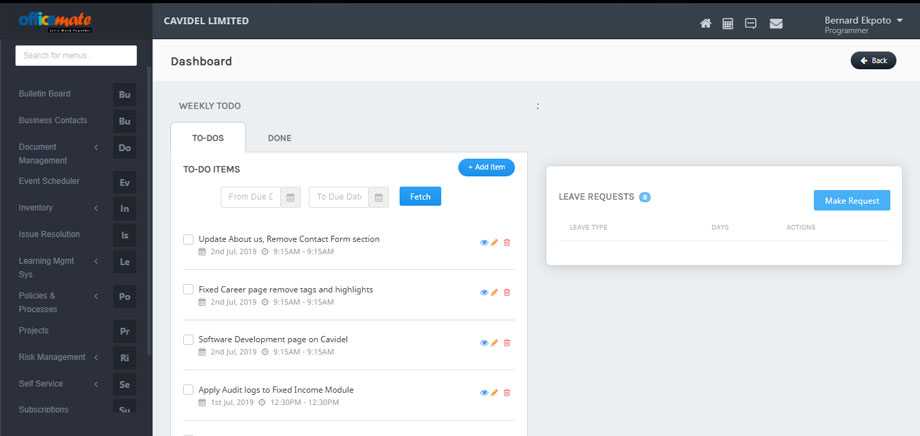 officemate
Let's Work Together
CAVIDEL LIMITED
Bernard Ekpoto
Programmer
Search for menus..
Dashboard
Back
Bulletin Board Bu
Business Contacts Bu
Document
Management Do
Event Scheduler Ev
Inventory In
Issue Resolution Is
Learning Mgmt
Sys. Le
Policies &
Processes Po
Projects Pr
Risk Management Ri
Self Service Se
Subscriptions Su
WEEKLY TODO ;
TO-DOS DONE
TO-DO ITEMS + Add Item
From Due D To Due Date Fetch
Update About us, Remove Contact Form section
2nd Jul, 2019 9:15AM - 9:15AM
Fixed Career page remove tags and highlights
2nd Jul, 2019 9:15AM - 9:15AM
Software Development page on Cavidel
2nd Jul, 2019 9:15AM - 9:15AM
Apply Audit logs to Fixed Income Module
1st Jul, 2019 12:30PM - 12:30PM
LEAVE REQUESTS 0 Make Request
LEAVE TYPE DAYS ACTIONS